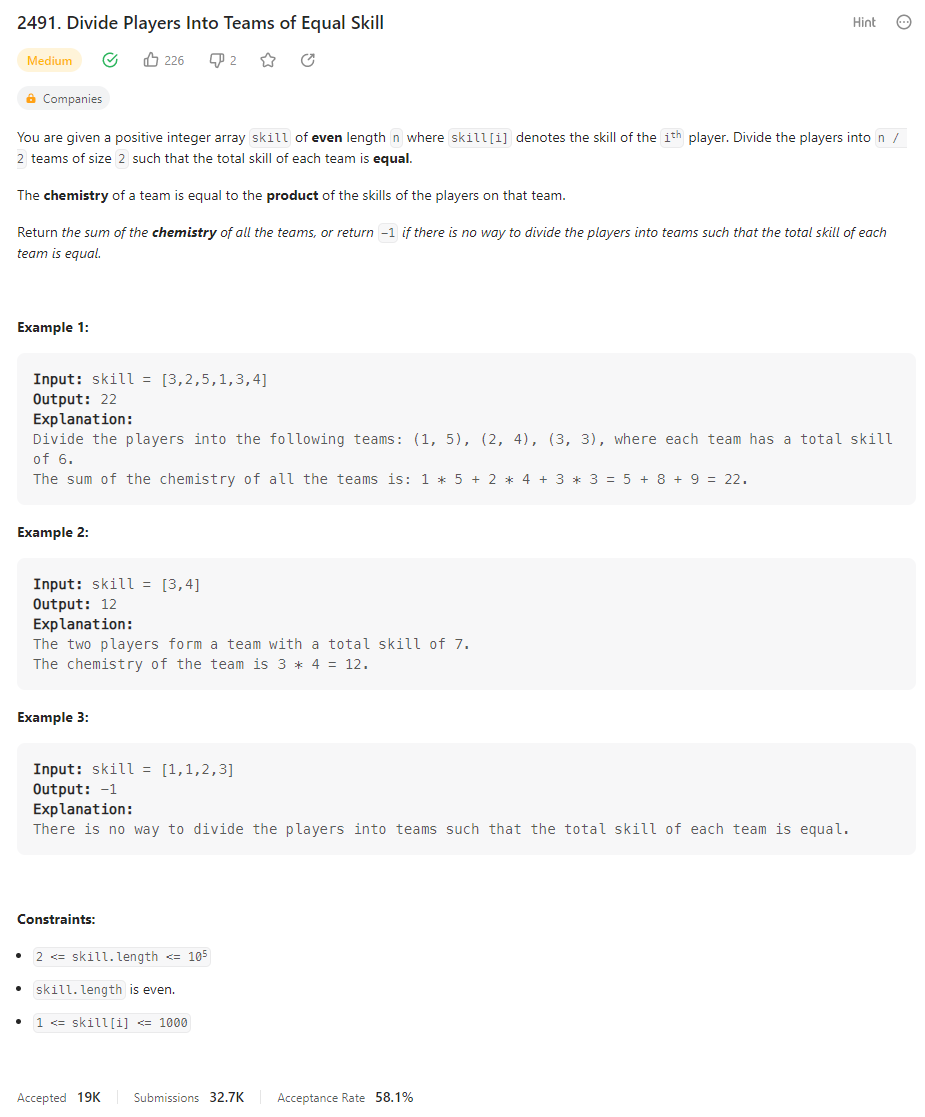 2491. Divide Players Into Teams of Equal Skill
Hint
Medium
226
2
Companies
You are given a positive integer array skill of even length n where skill[i] denotes the skill of the ith player. Divide the players into n /
2 teams of size 2 such that the total skill of each team is equal.
The chemistry of a team is equal to the product of the skills of the players on that team.
Return the sum of the chemistry of all the teams, or return -1 if there is no way to divide the players into teams such that the total skill of each
team is equal.
Example 1:
Input: skill = [3,2,5,1,3,4]
Output: 22
Explanation:
Divide the players into the following teams: (1, 5), (2, 4), (3, 3), where each team has a total skill
of 6.
The sum of the chemistry of all the teams is: 1 * 5 + 2 * 4 + 3 * 3 = 5 + 8 + 9 = 22.
Example 2:
Input: skill = [3,4]
Output: 12
Explanation:
The two players form a team with a total skill of 7.
The chemistry of the team is 3 * 4 = 12.
Example 3:
Input: skill = [1,1,2,3]
Output: -1
Explanation:
There is no way to divide the players into teams such that the total skill of each team is equal.
Constraints:
• 2 <= skill.length <= 10⁵
• skill.length is even.
• 1 <= skill[i] <= 1000
Accepted 19K Submissions 32.7K Acceptance Rate 58.1%